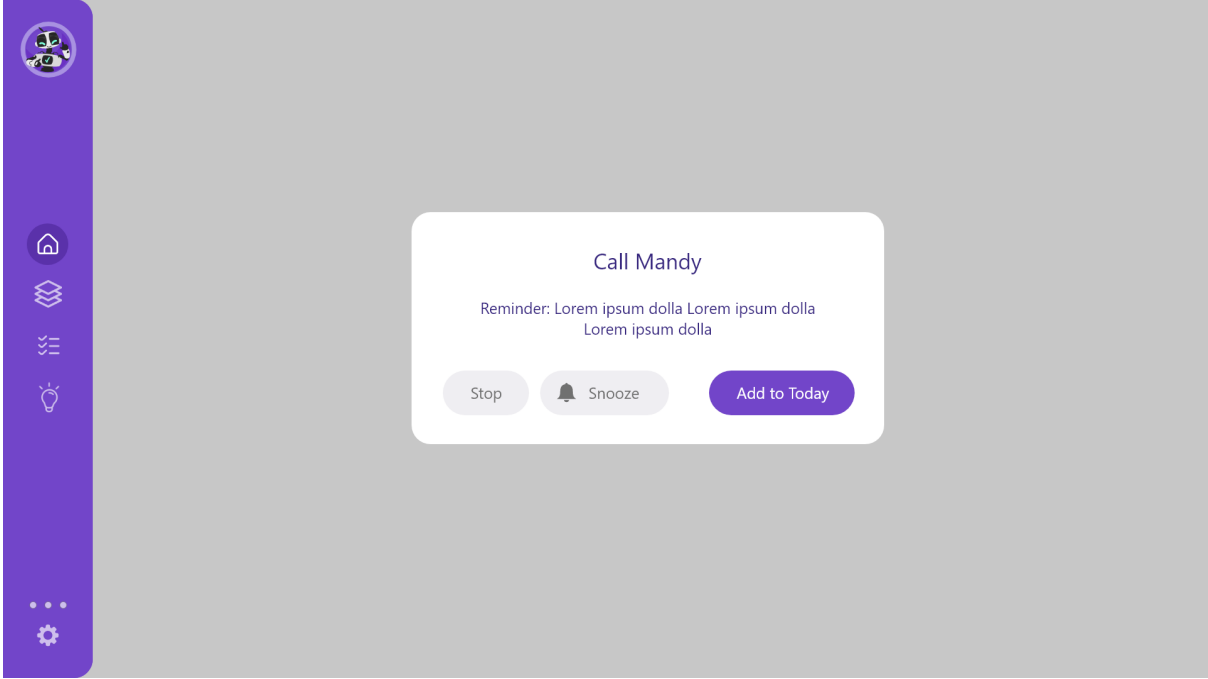 Call Mandy
Reminder: Lorem ipsum dolla Lorem ipsum dolla
Lorem ipsum dolla
Stop
Snooze
Add to Today